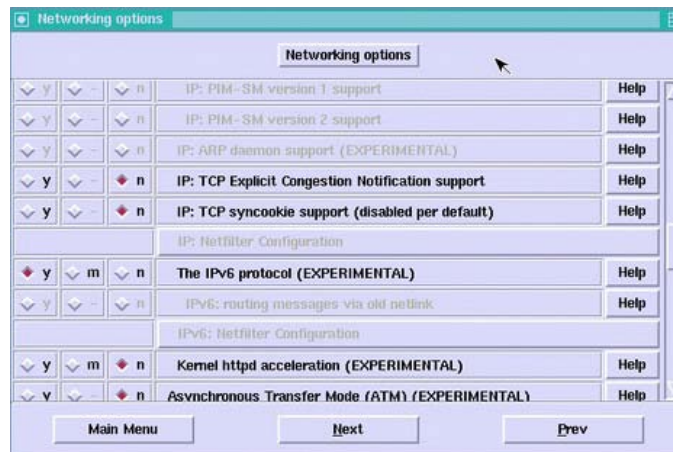 Networking options
Networking options
y - n IP: PIM-SM version 1 support Help
y - n IP: PIM-SM version 2 support Help
y - n IP: ARP daemon support (EXPERIMENTAL) Help
y - n IP: TCP Explicit Congestion Notification support Help
y - n IP: TCP syncookie support (disabled per default) Help
IP: Netfilter Configuration
y m n The IPv6 protocol (EXPERIMENTAL) Help
y - n IPv6: routing messages via old netlink Help
IPv6: Netfilter Configuration
y m n Kernel httpd acceleration (EXPERIMENTAL) Help
y - n Asynchronous Transfer Mode (ATM) (EXPERIMENTAL) Help
Main Menu Next Prev